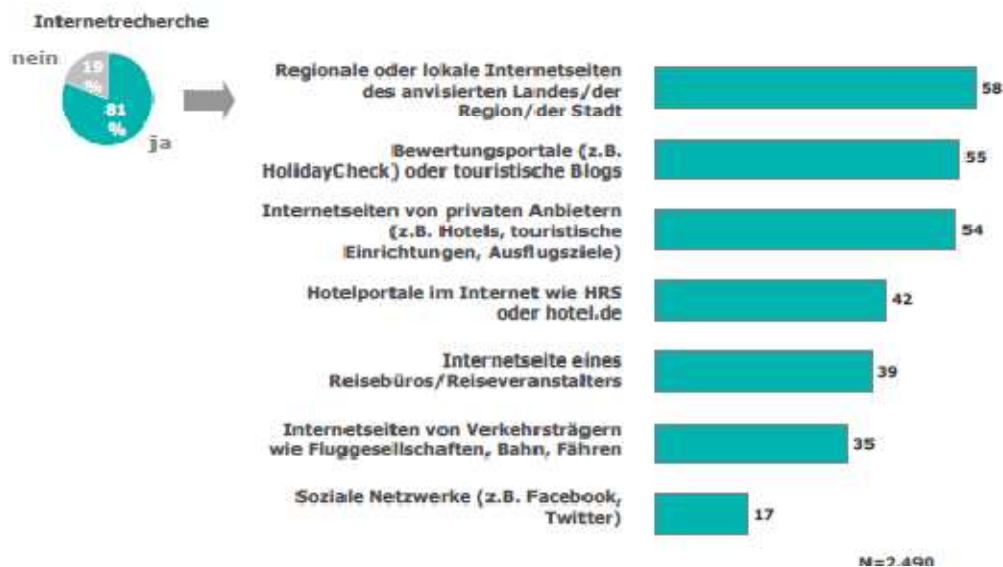 Internetrecherche
nein
19
%
81
%
ja
Regionale oder lokale Internetseiten
des anvisierten Landes/der
Region/der Stadt
58
Bewertungsportale (z.B.
HolidayCheck) oder touristische Blogs
55
Internetseiten von privaten Anbietern
(z.B. Hotels, touristische
Einrichtungen, Ausflugsziele)
54
Hotelportale im Internet wie HRS
oder hotel.de
42
Internetseite eines
Reisebüros/Reiseveranstalters
39
Internetseiten von Verkehrsträgern
wie Fluggesellschaften, Bahn, Fähren
35
Soziale Netzwerke (z.B. Facebook,
Twitter)
17
N=2.490